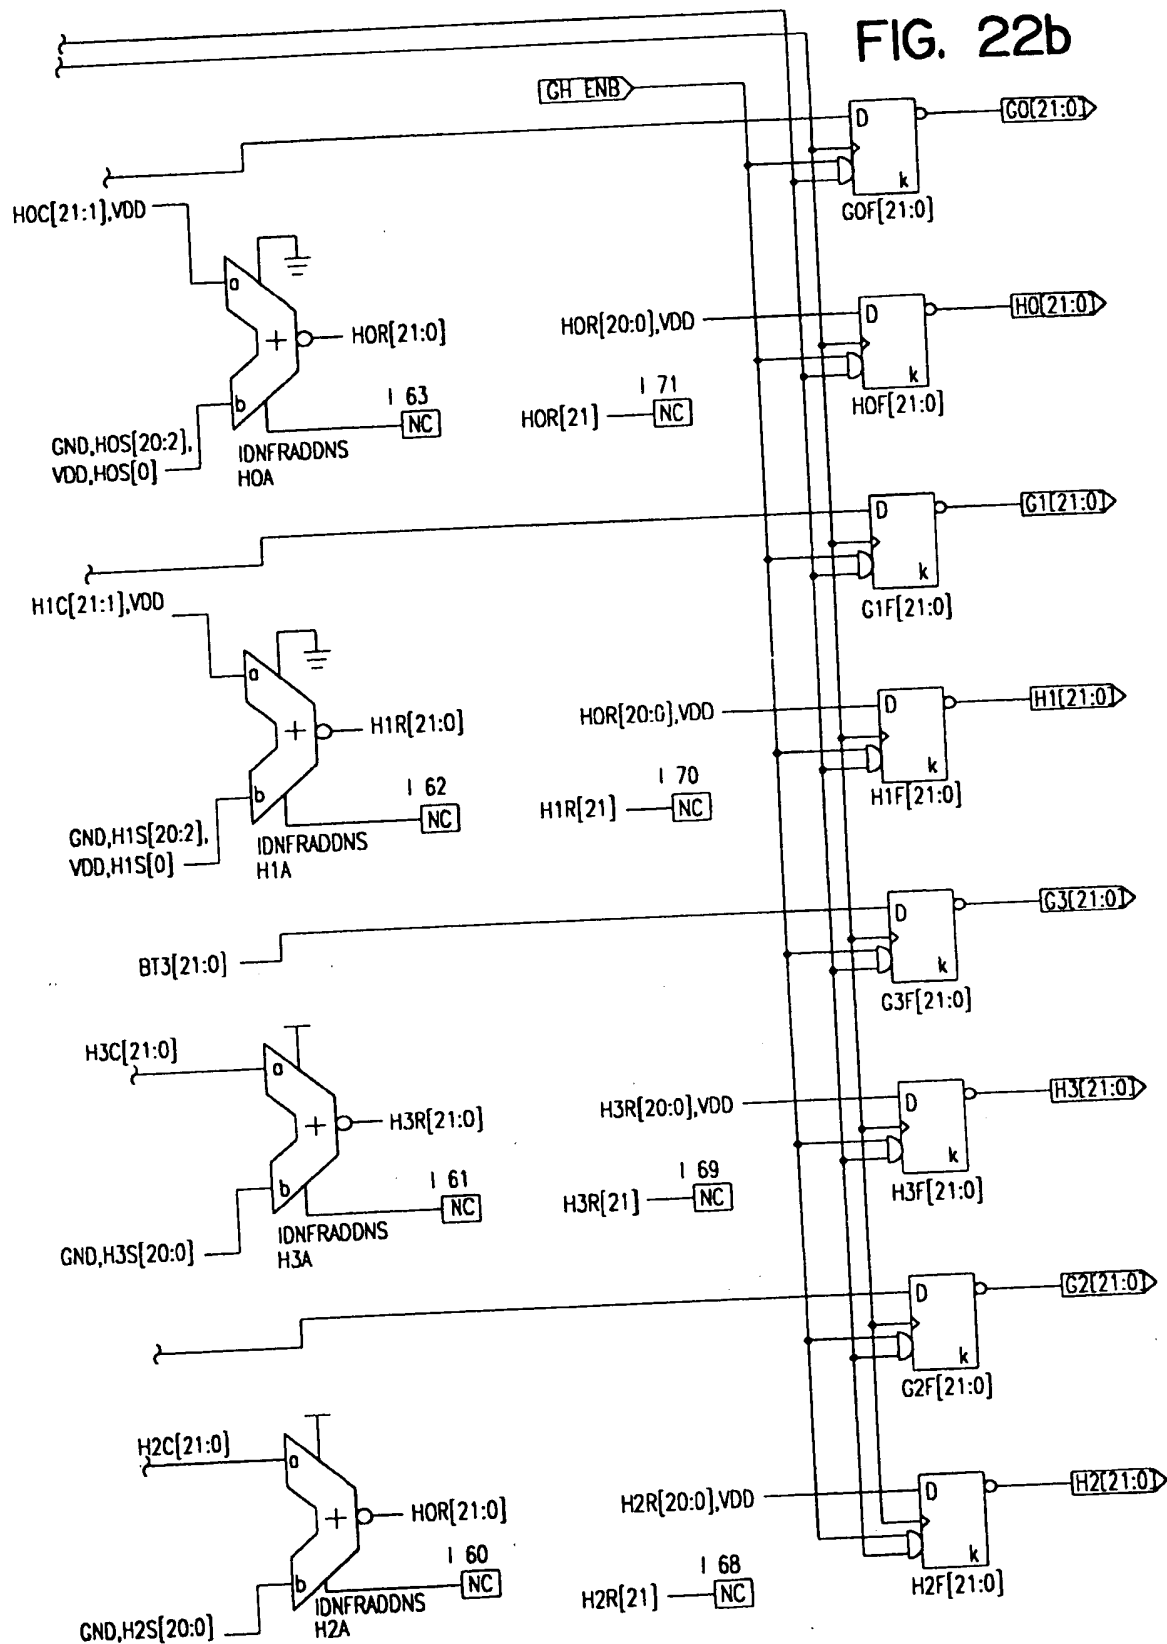 FIG. 22b
GH ENB
D
G0[21:0]
k
G0F[21:0]
H0C[21:1],VDD
a
+
H0R[21:0]
b
I 63
NC
GND,H0S[20:2],
VDD,H0S[0]
IDNFRADDNS
H0A
H0R[20:0],VDD
D
H0[21:0]
k
H0F[21:0]
I 71
H0R[21]
NC
D
G1[21:0]
k
G1F[21:0]
H1C[21:1],VDD
a
+
H1R[21:0]
b
I 62
NC
GND,H1S[20:2],
VDD,H1S[0]
IDNFRADDNS
H1A
H0R[20:0],VDD
D
H1[21:0]
k
H1F[21:0]
I 70
H1R[21]
NC
BT3[21:0]
D
G3[21:0]
k
G3F[21:0]
H3C[21:0]
a
+
H3R[21:0]
b
I 61
NC
GND,H3S[20:0]
IDNFRADDNS
H3A
H3R[20:0],VDD
D
H3[21:0]
k
H3F[21:0]
I 69
H3R[21]
NC
D
G2[21:0]
k
G2F[21:0]
H2C[21:0]
a
+
H0R[21:0]
b
I 60
NC
GND,H2S[20:0]
IDNFRADDNS
H2A
H2R[20:0],VDD
D
H2[21:0]
k
H2F[21:0]
I 68
H2R[21]
NC